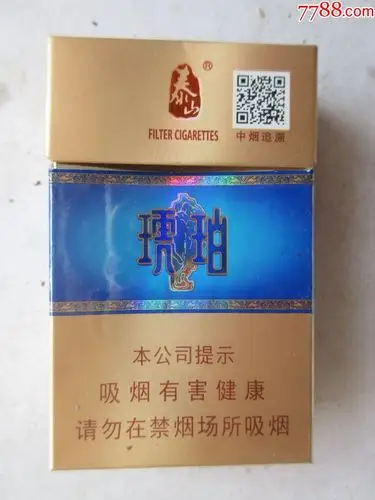 7788.com
泰山®
FILTER CIGARETTES
中烟追溯
琥珀
本公司提示
吸烟有害健康
请勿在禁烟场所吸烟